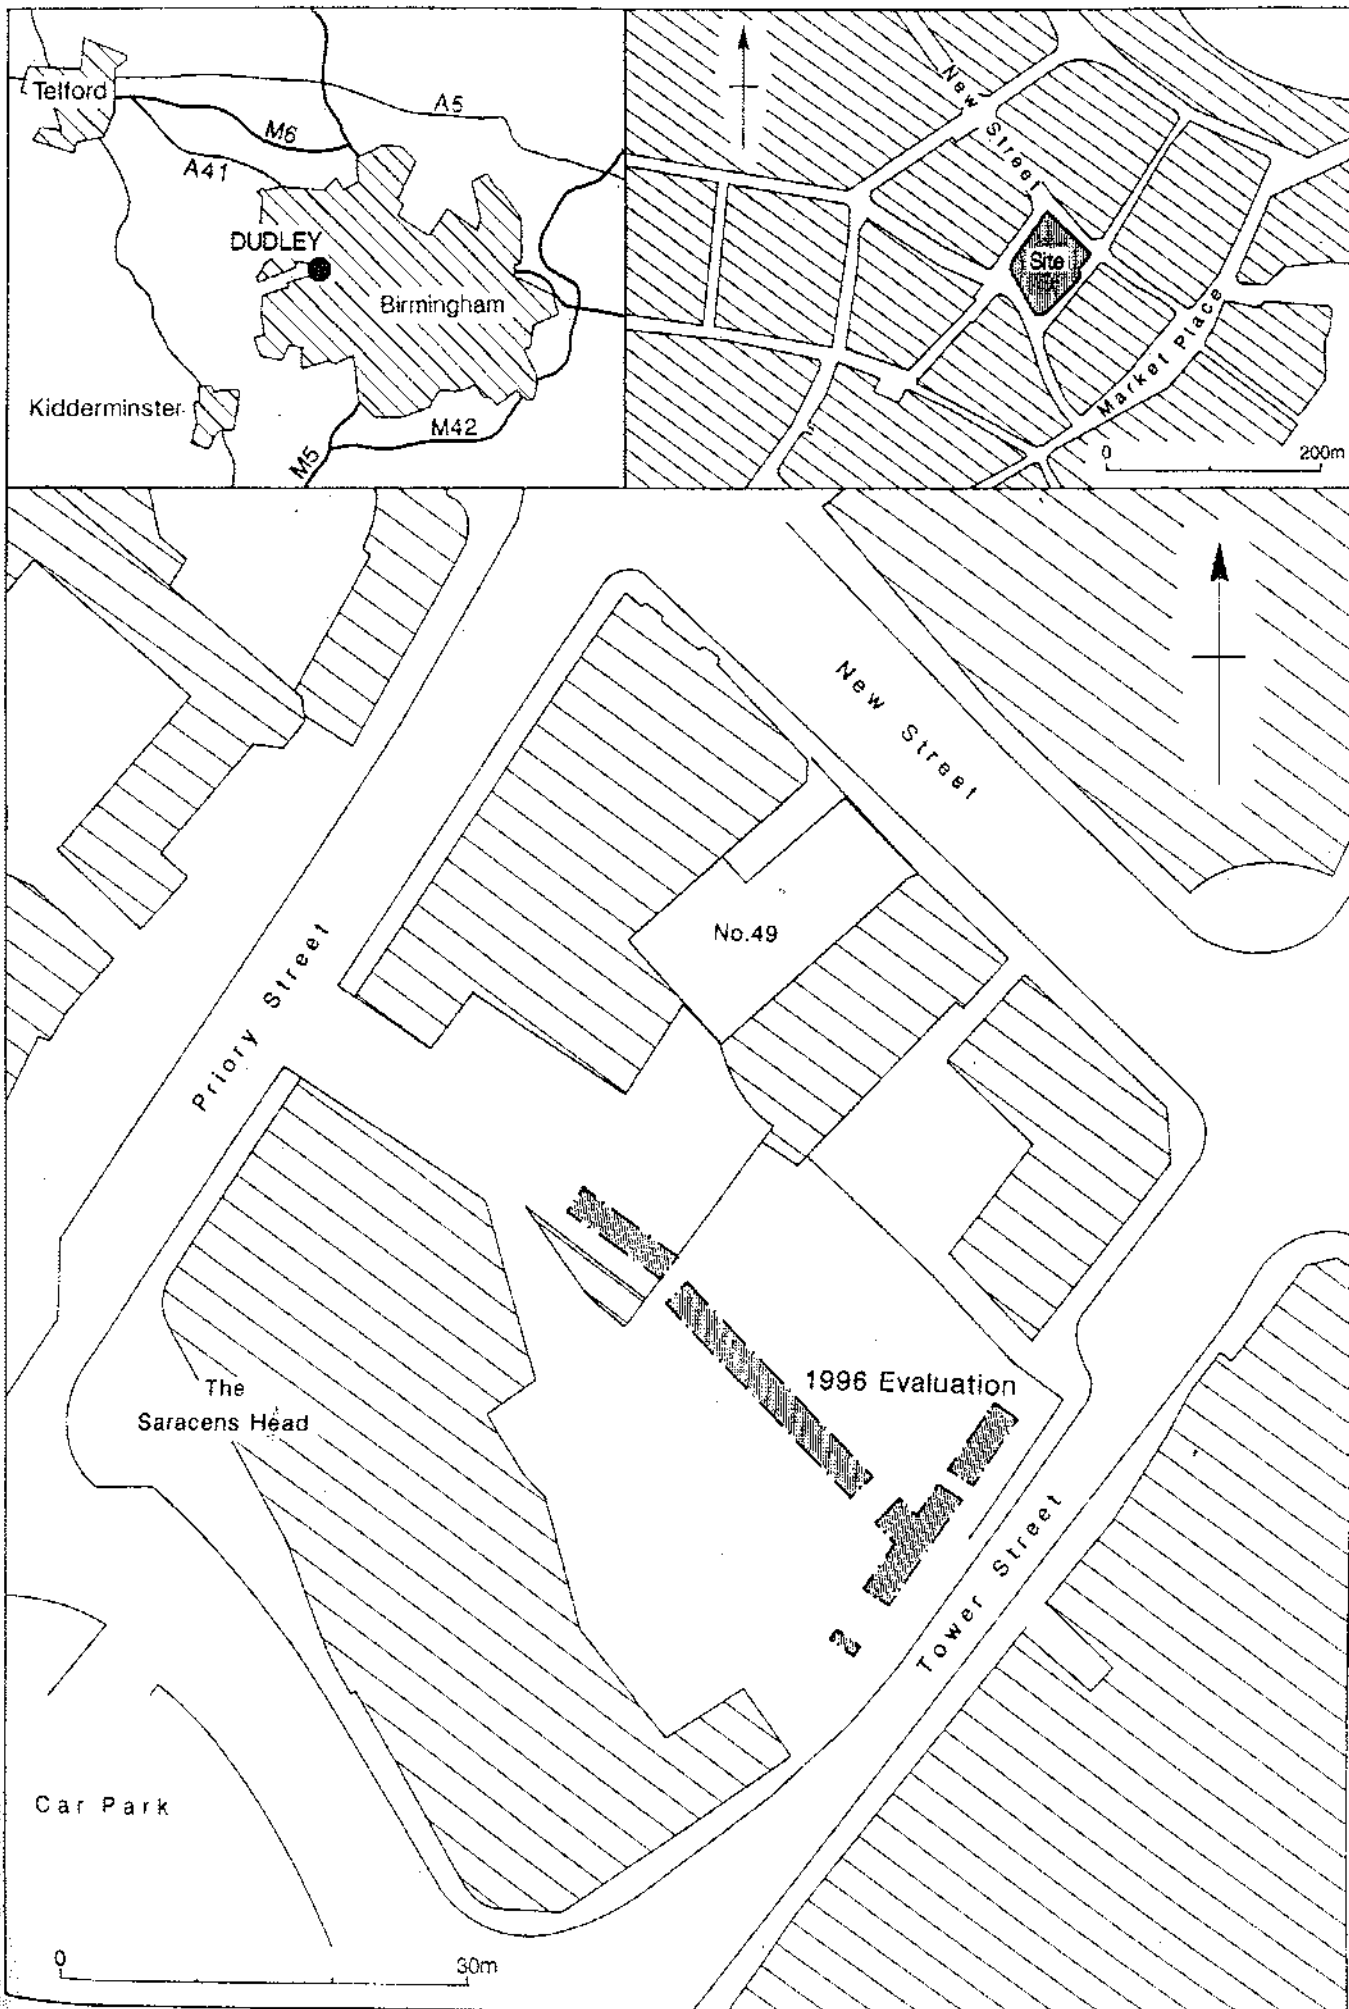 Telford
A5
M6
A41
DUDLEY
Birmingham
Kidderminster
M42
M5
New Street
Site
Market Place
0 200m
New Street
No.49
Priory Street
1996 Evaluation
The
Saracens Head
Tower Street
Car Park
0 30m